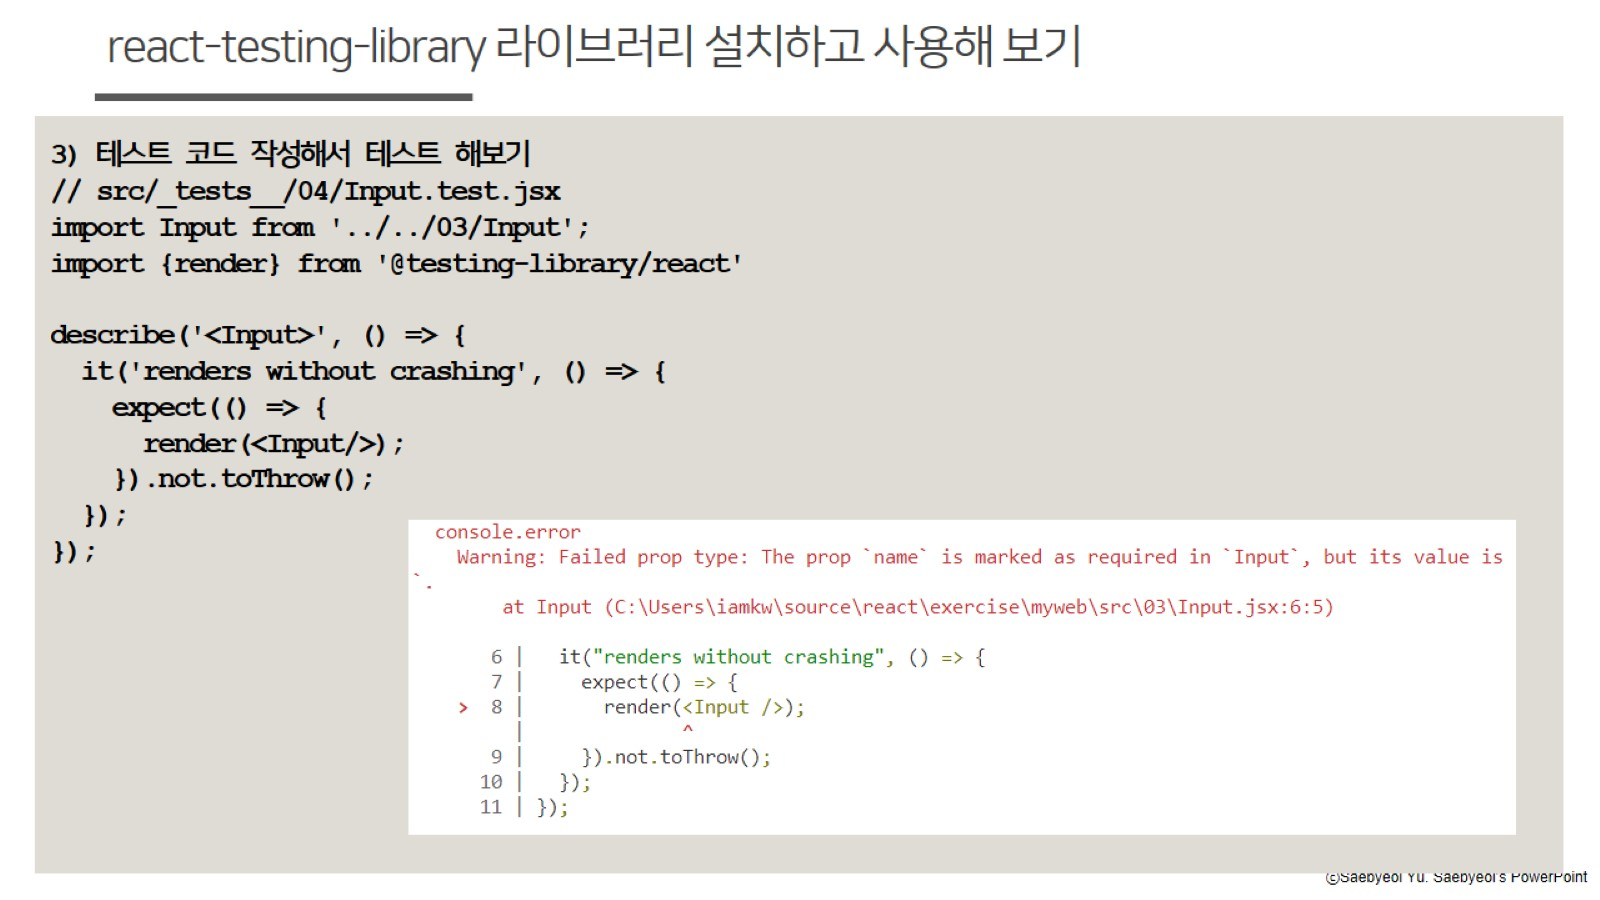 react-testing-library 라이브러리 설치하고 사용해 보기
3) 테스트 코드 작성해서 테스트 해보기
// src/_tests__/04/Input.test.jsx
import Input from '../../03/Input';
import {render} from '@testing-library/react'
describe('<Input>', () => {
it('renders without crashing', () => {
expect(() => {
render(<Input/>);
}).not.toThrow();
});
});
console.error
Warning: Failed prop type: The prop `name` is marked as required in `Input`, but its value is
`.
at Input (C:\Users\iamkw\source\react\exercise\myweb\src\03\Input.jsx:6:5)
6 | it("renders without crashing", () => {
7 | expect(() => {
> 8 | render(<Input />);
| ^
9 | }).not.toThrow();
10 | });
11 | });
ⓒSaebyeol Yu. Saebyeol's PowerPoint